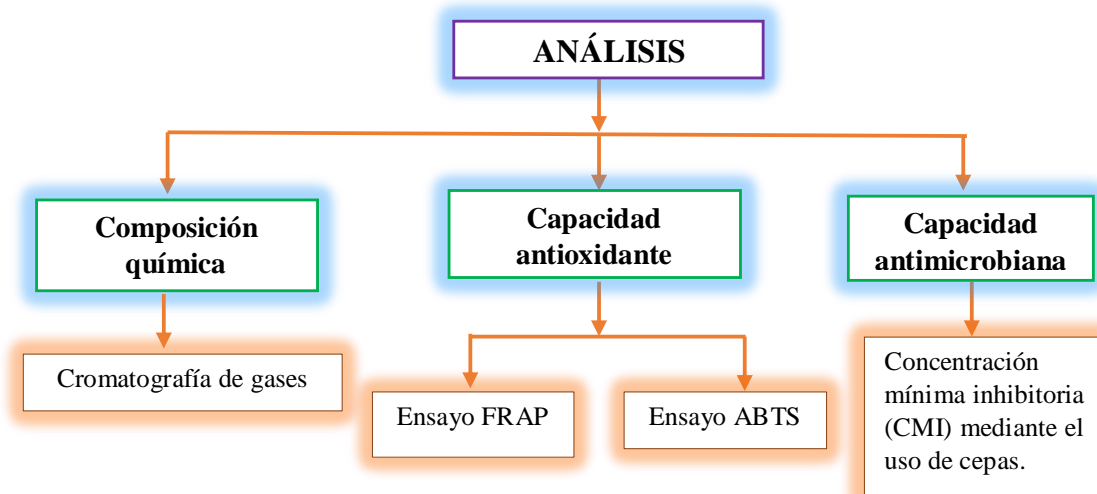 ANÁLISIS
Composición
química
Capacidad
antioxidante
Capacidad
antimicrobiana
Cromatografía de gases
Ensayo FRAP
Ensayo ABTS
Concentración
mínima inhibitoria
(CMI) mediante el
uso de cepas.